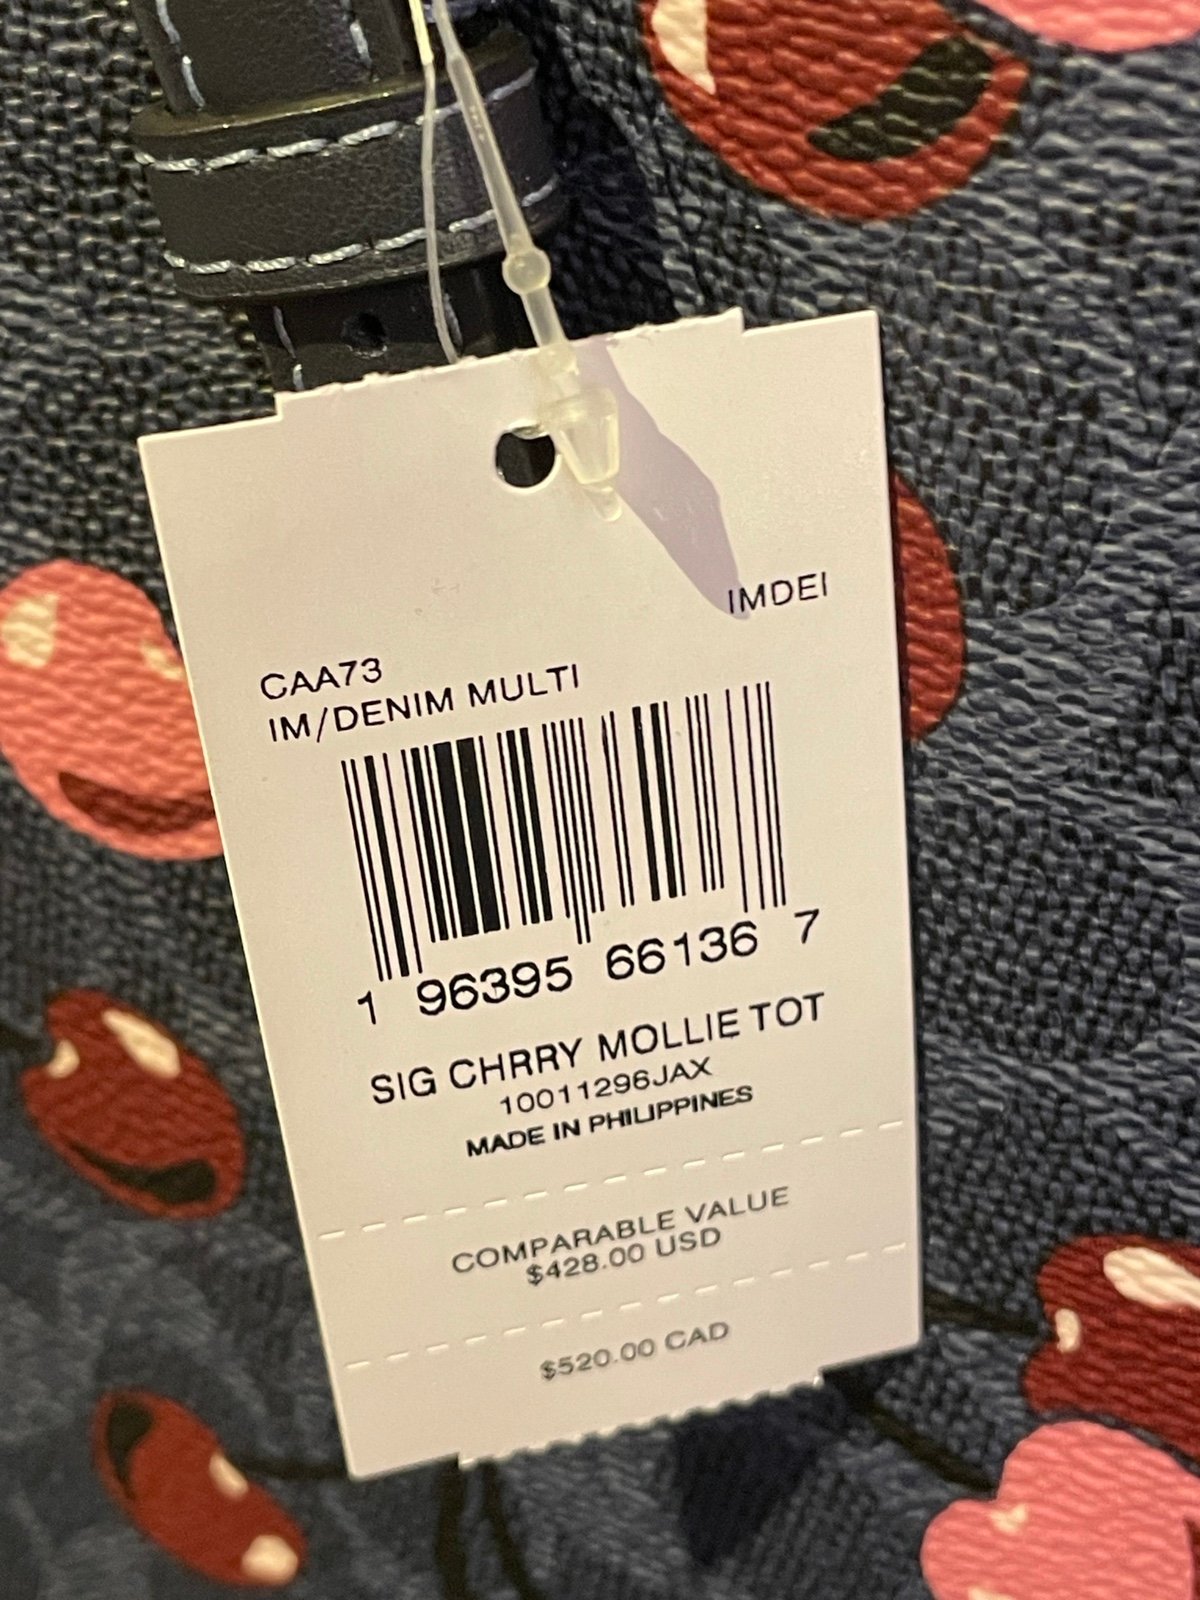 IMDEI
CAA73
IM/DENIM MULTI
1 96395 66136 7
SIG CHRRY MOLLIE TOT
10011296JAX
MADE IN PHILIPPINES
COMPARABLE VALUE
$428.00 USD
$520.00 CAD